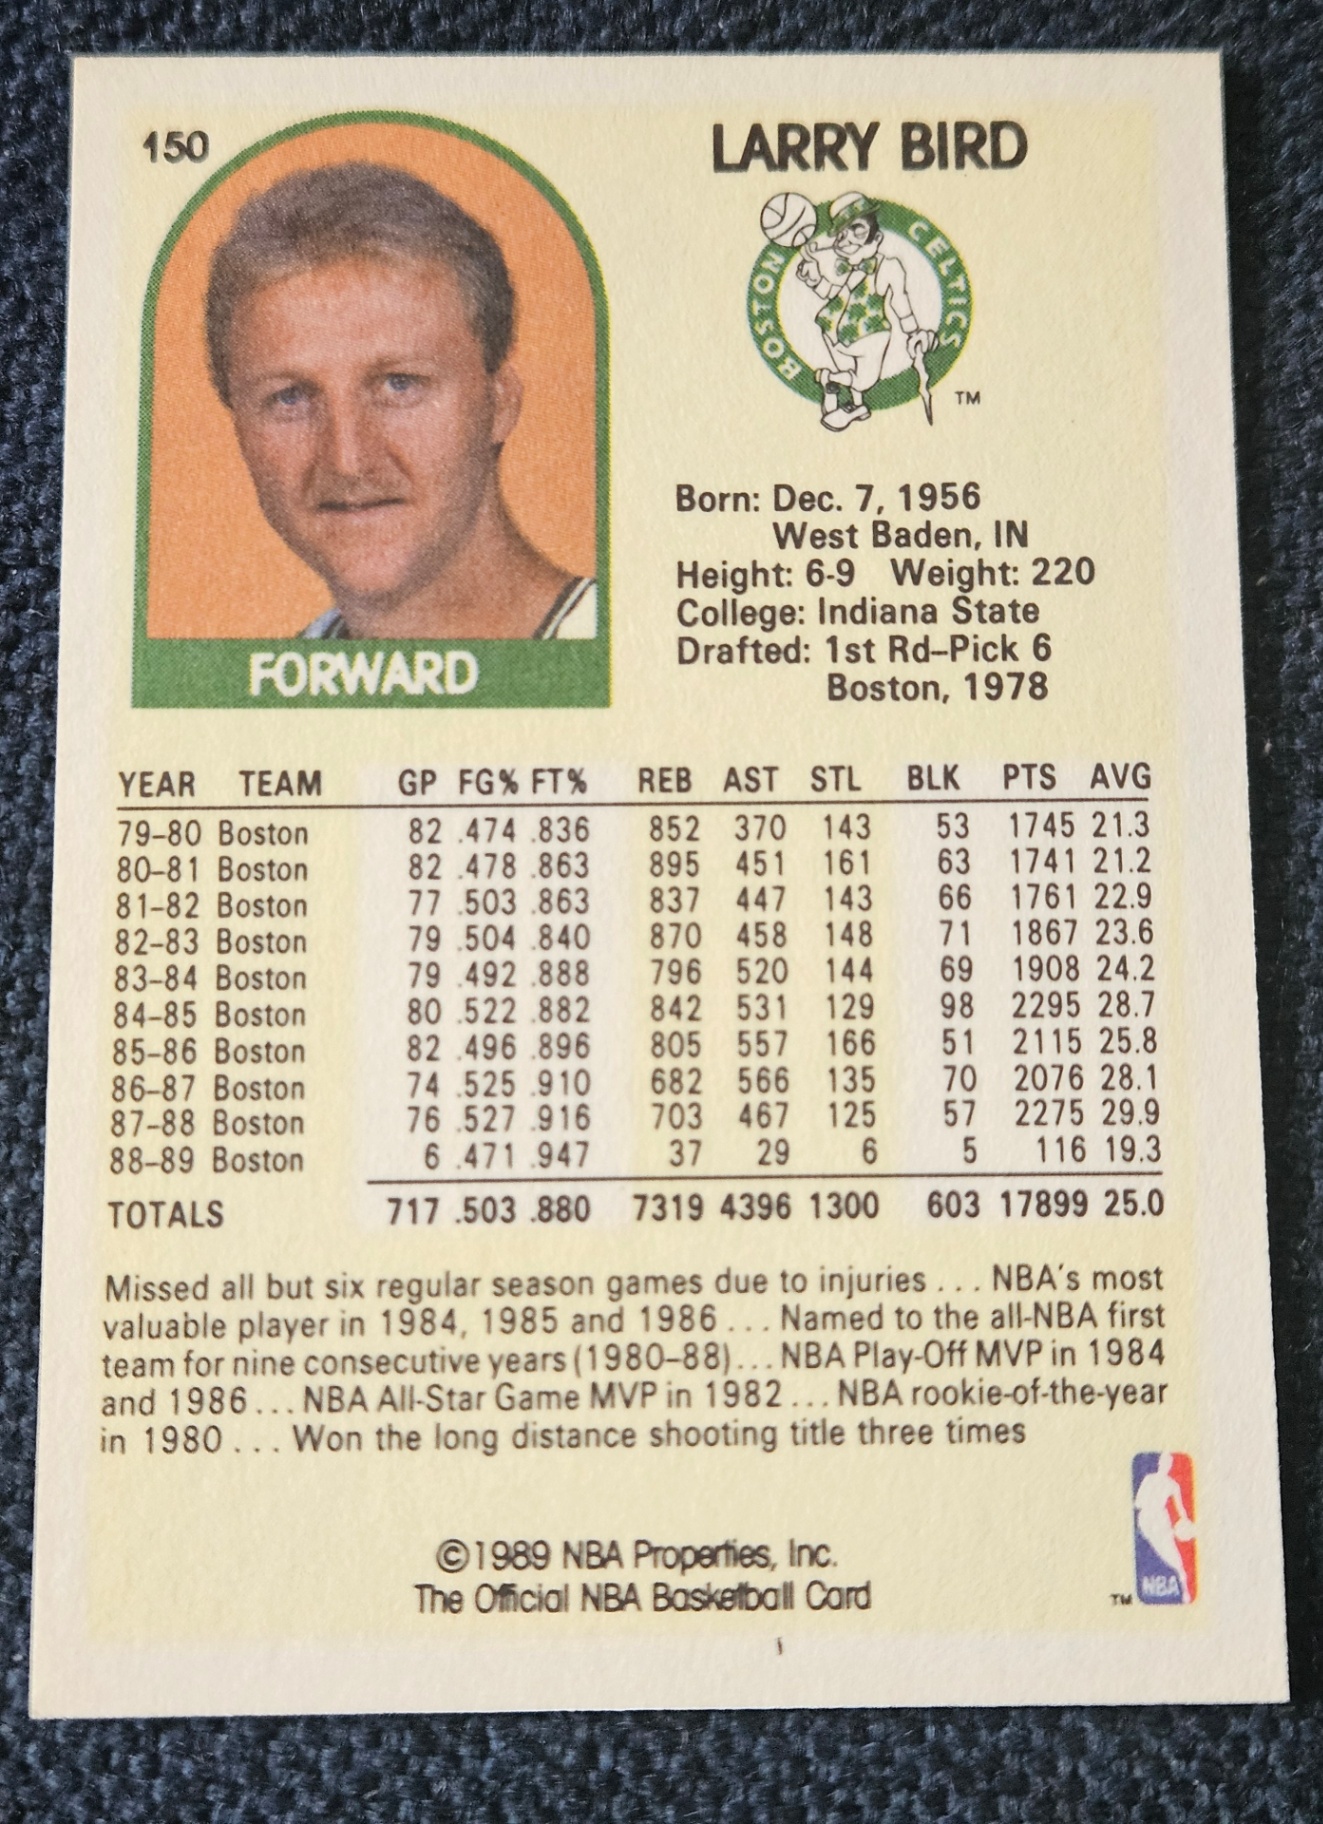 150
LARRY BIRD
BOSTON CELTICS
TM
Born: Dec. 7, 1956
West Baden, IN
Height: 6-9 Weight: 220
College: Indiana State
Drafted: 1st Rd–Pick 6
Boston, 1978
FORWARD
YEAR TEAM GP FG% FT% REB AST STL BLK PTS AVG
79–80 Boston 82 .474 .836 852 370 143 53 1745 21.3
80–81 Boston 82 .478 .863 895 451 161 63 1741 21.2
81–82 Boston 77 .503 .863 837 447 143 66 1761 22.9
82–83 Boston 79 .504 .840 870 458 148 71 1867 23.6
83–84 Boston 79 .492 .888 796 520 144 69 1908 24.2
84–85 Boston 80 .522 .882 842 531 129 98 2295 28.7
85–86 Boston 82 .496 .896 805 557 166 51 2115 25.8
86–87 Boston 74 .525 .910 682 566 135 70 2076 28.1
87–88 Boston 76 .527 .916 703 467 125 57 2275 29.9
88–89 Boston 6 .471 .947 37 29 6 5 116 19.3
TOTALS 717 .503 .880 7319 4396 1300 603 17899 25.0
Missed all but six regular season games due to injuries ... NBA's most
valuable player in 1984, 1985 and 1986 ... Named to the all-NBA first
team for nine consecutive years (1980–88)... NBA Play-Off MVP in 1984
and 1986 ... NBA All-Star Game MVP in 1982 ... NBA rookie-of-the-year
in 1980 ... Won the long distance shooting title three times
©1989 NBA Properties, Inc.
The Official NBA Basketball Card
TM
NBA